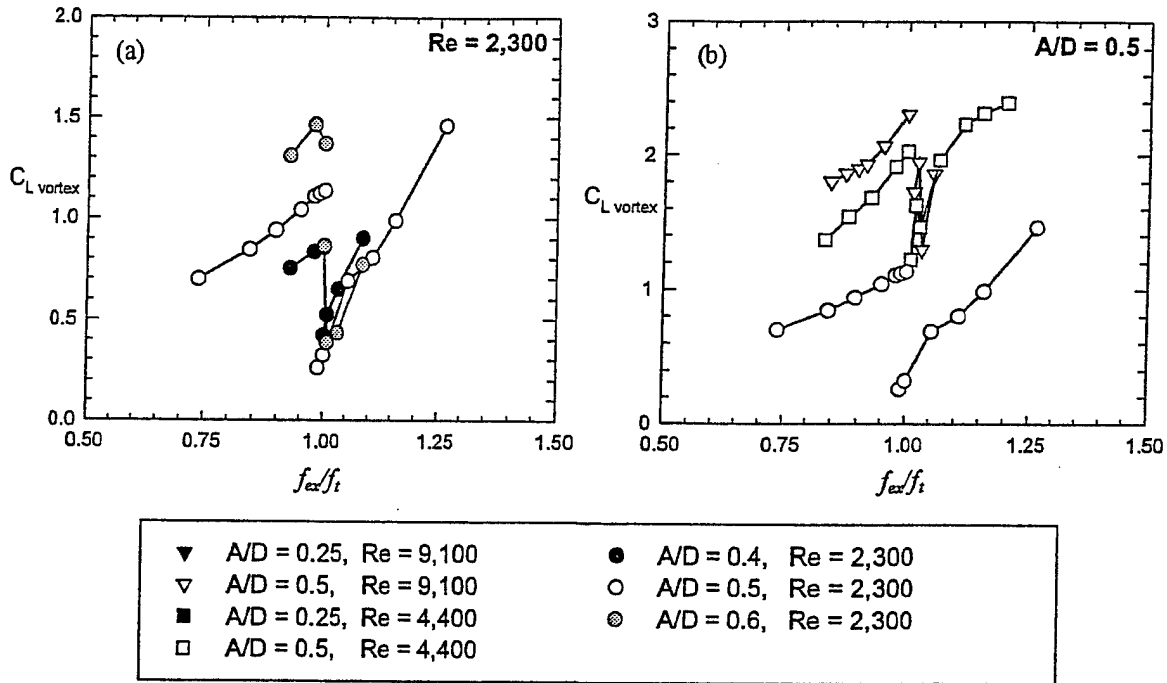 (a)
Re = 2,300
2.0
1.5
1.0
0.5
0.0
C_L vortex
0.50
0.75
1.00
1.25
1.50
f_ex/f_t
(b)
A/D = 0.5
3
2
1
0
C_L vortex
0.50
0.75
1.00
1.25
1.50
f_ex/f_t
▼ A/D = 0.25, Re = 9,100
▽ A/D = 0.5, Re = 9,100
■ A/D = 0.25, Re = 4,400
□ A/D = 0.5, Re = 4,400
● A/D = 0.4, Re = 2,300
○ A/D = 0.5, Re = 2,300
A/D = 0.6, Re = 2,300